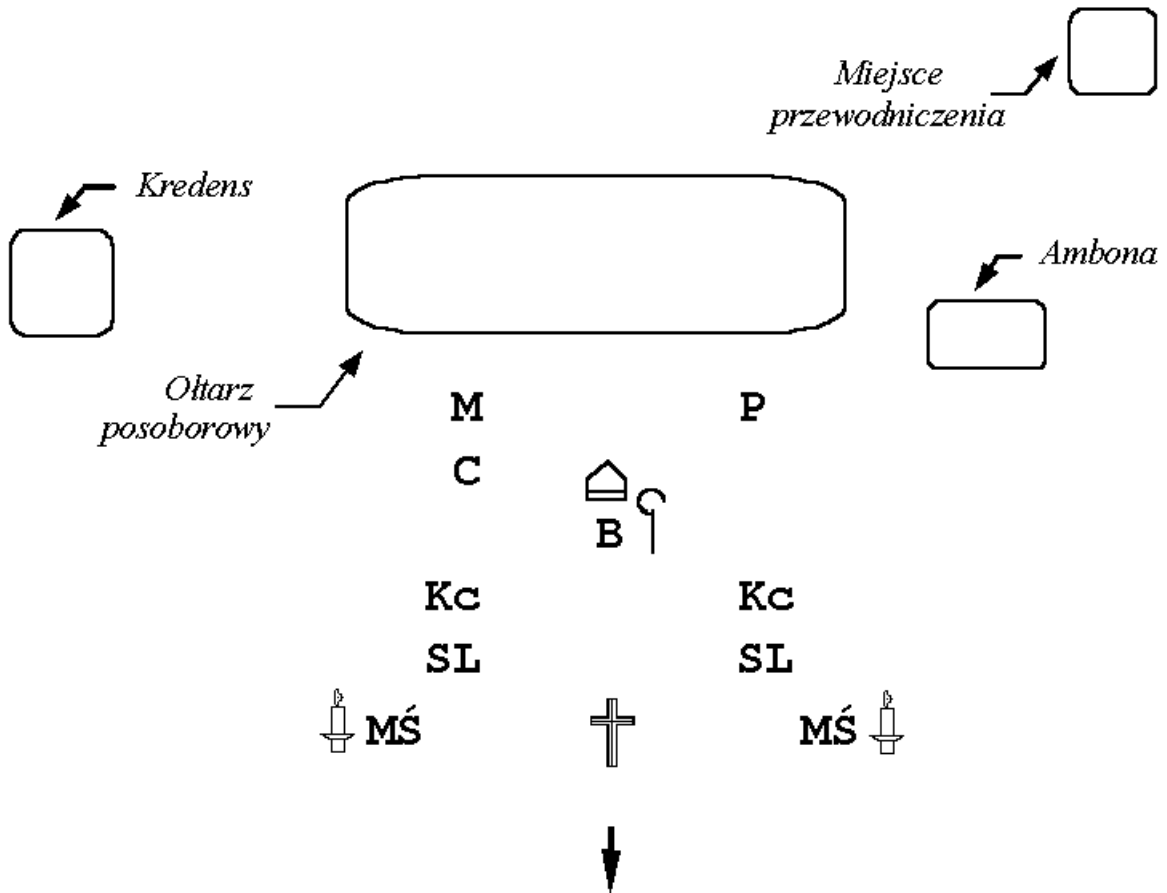 Miejsce
przewodniczenia
Kredens
Ambona
Ołtarz
posoborowy
M P
C
B
Kc Kc
SL SL
MŚ MŚ